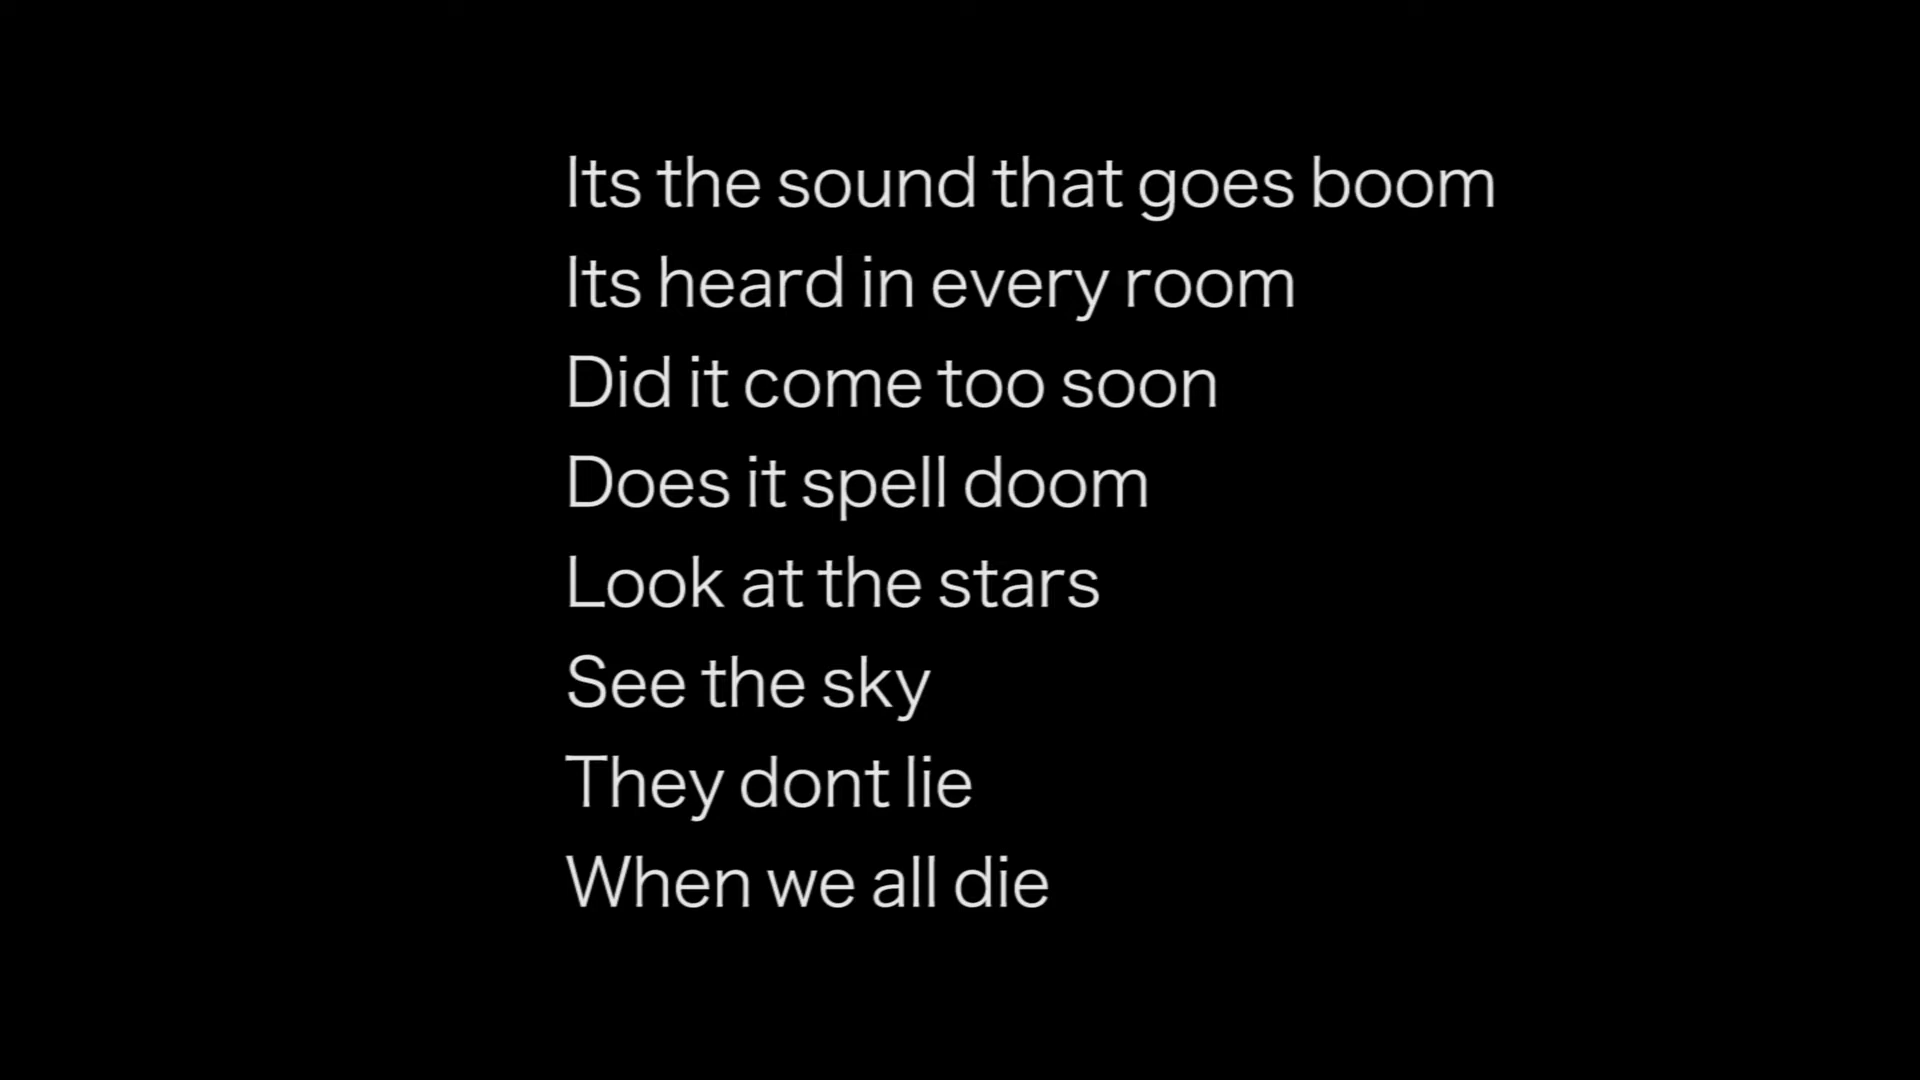 Its the sound that goes boom
Its heard in every room
Did it come too soon
Does it spell doom
Look at the stars
See the sky
They dont lie
When we all die